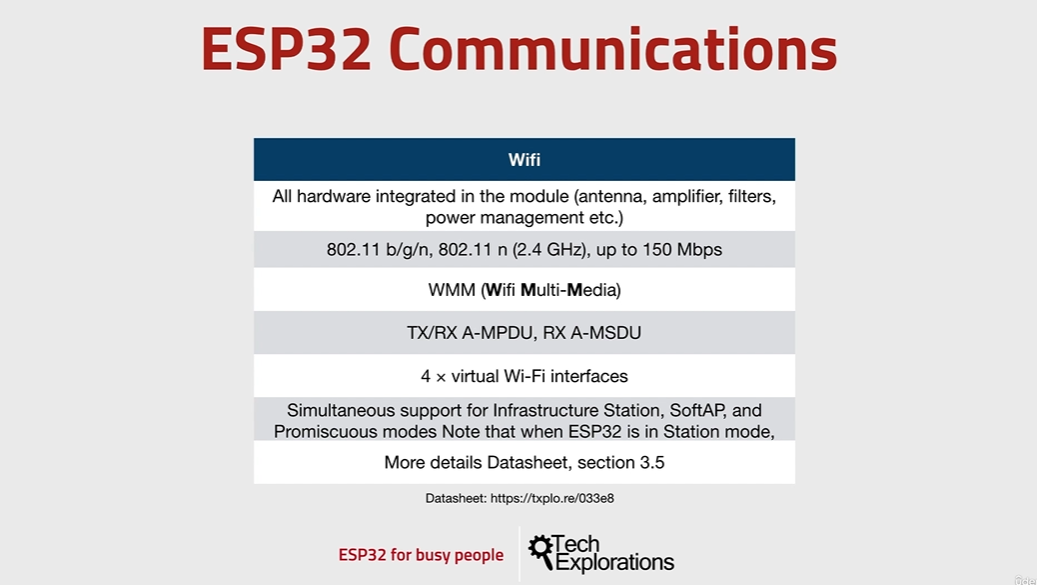 ESP32 Communications
Wifi
All hardware integrated in the module (antenna, amplifier, filters,
power management etc.)
802.11 b/g/n, 802.11 n (2.4 GHz), up to 150 Mbps
WMM (Wifi Multi-Media)
TX/RX A-MPDU, RX A-MSDU
4 × virtual Wi-Fi interfaces
Simultaneous support for Infrastructure Station, SoftAP, and
Promiscuous modes Note that when ESP32 is in Station mode,
More details Datasheet, section 3.5
Datasheet: https://txplo.re/033e8
ESP32 for busy people
Tech
Explorations